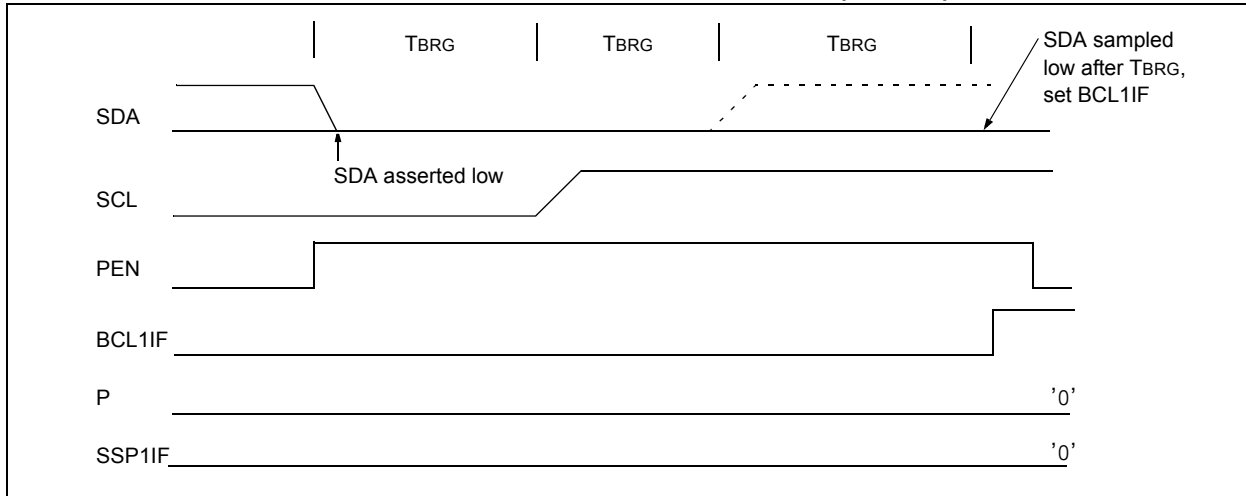 TBRG TBRG TBRG
SDA sampled
low after TBRG,
set BCL1IF
SDA
SDA asserted low
SCL
PEN
BCL1IF
P '0'
SSP1IF '0'